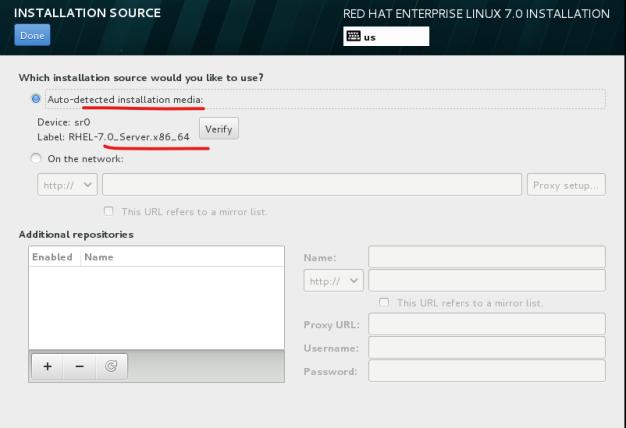 INSTALLATION SOURCE
RED HAT ENTERPRISE LINUX 7.0 INSTALLATION
Done
us
Which installation source would you like to use?
Auto-detected installation media:
Device: sr0
Label: RHEL-7.0_Server.x86_64
Verify
On the network:
http://
Proxy setup...
This URL refers to a mirror list.
Additional repositories
Enabled Name
Name:
http://
This URL refers to a mirror list.
Proxy URL:
Username:
Password: